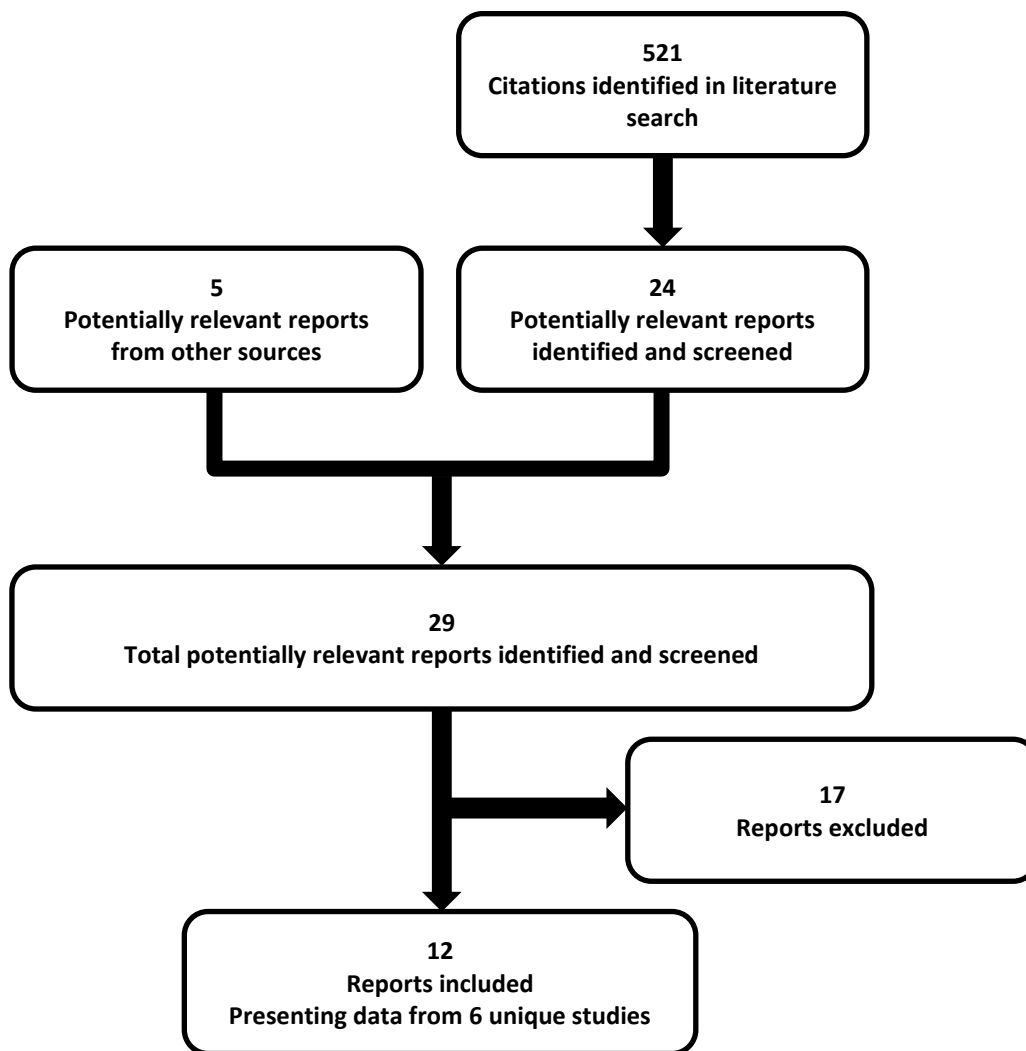 521
Citations identified in literature
search
5
Potentially relevant reports
from other sources
24
Potentially relevant reports
identified and screened
29
Total potentially relevant reports identified and screened
17
Reports excluded
12
Reports included
Presenting data from 6 unique studies